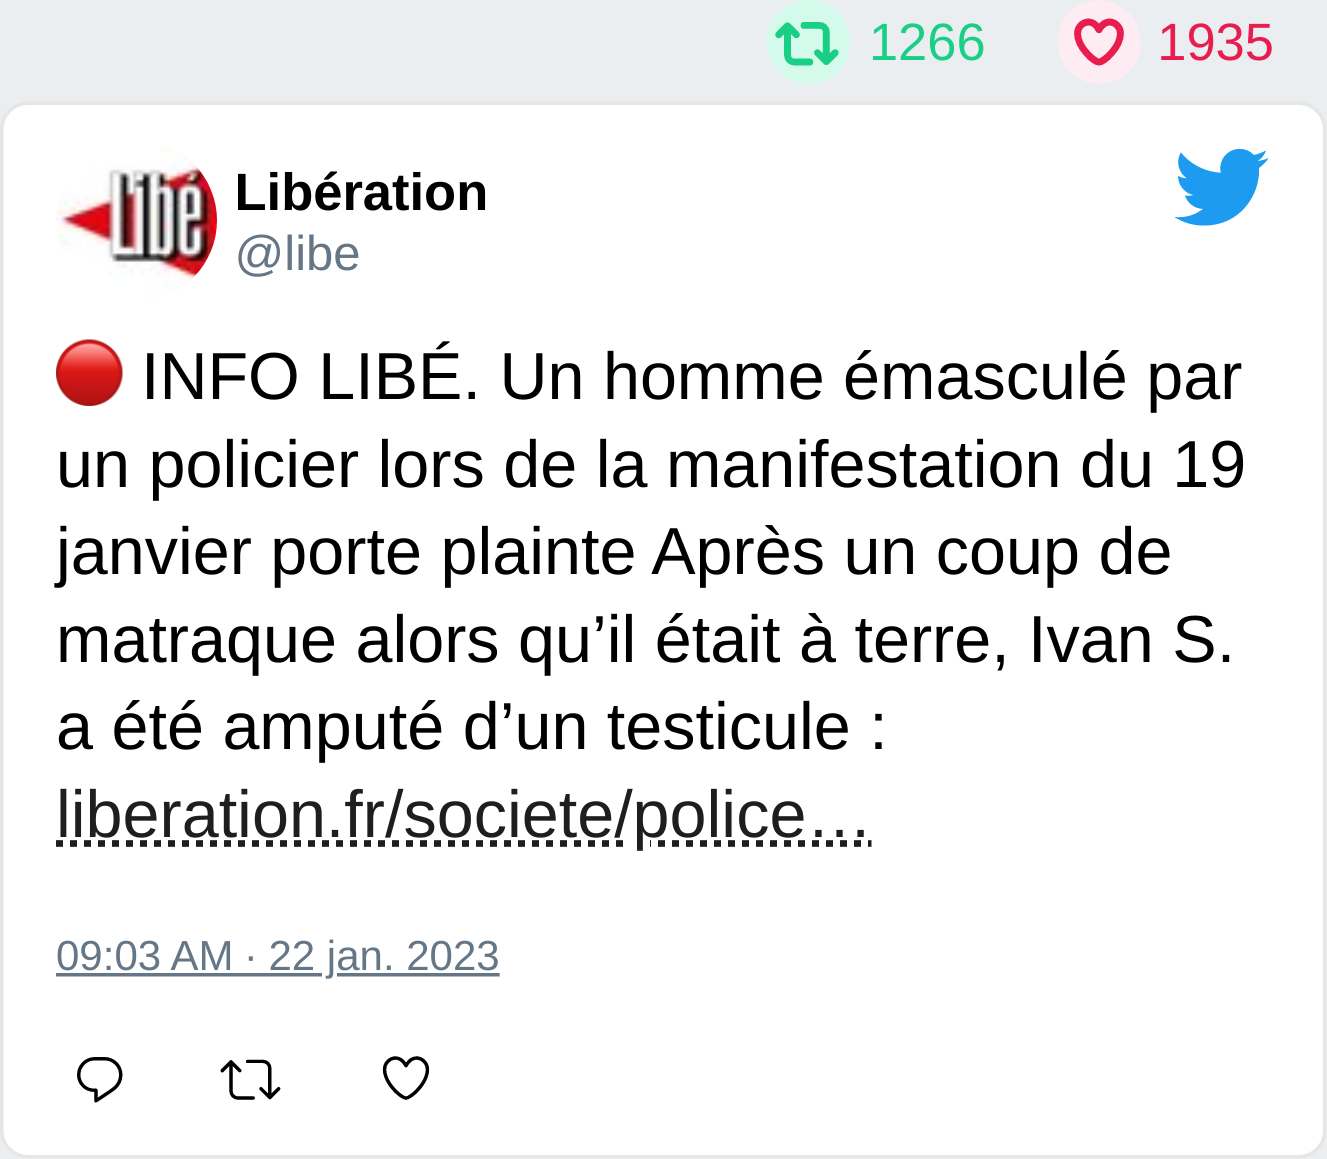 1266 1935
Libé
Libération
@libe
🔴 INFO LIBÉ. Un homme émasculé par
un policier lors de la manifestation du 19
janvier porte plainte Après un coup de
matraque alors qu’il était à terre, Ivan S.
a été amputé d’un testicule :
liberation.fr/societe/police…
09:03 AM · 22 jan. 2023